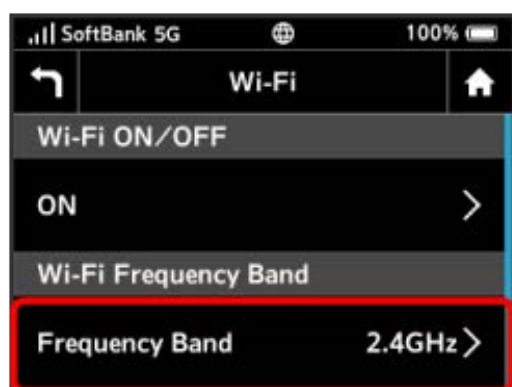 SoftBank 5G 100%
Wi-Fi
Wi-Fi ON/OFF
ON
Wi-Fi Frequency Band
Frequency Band 2.4GHz